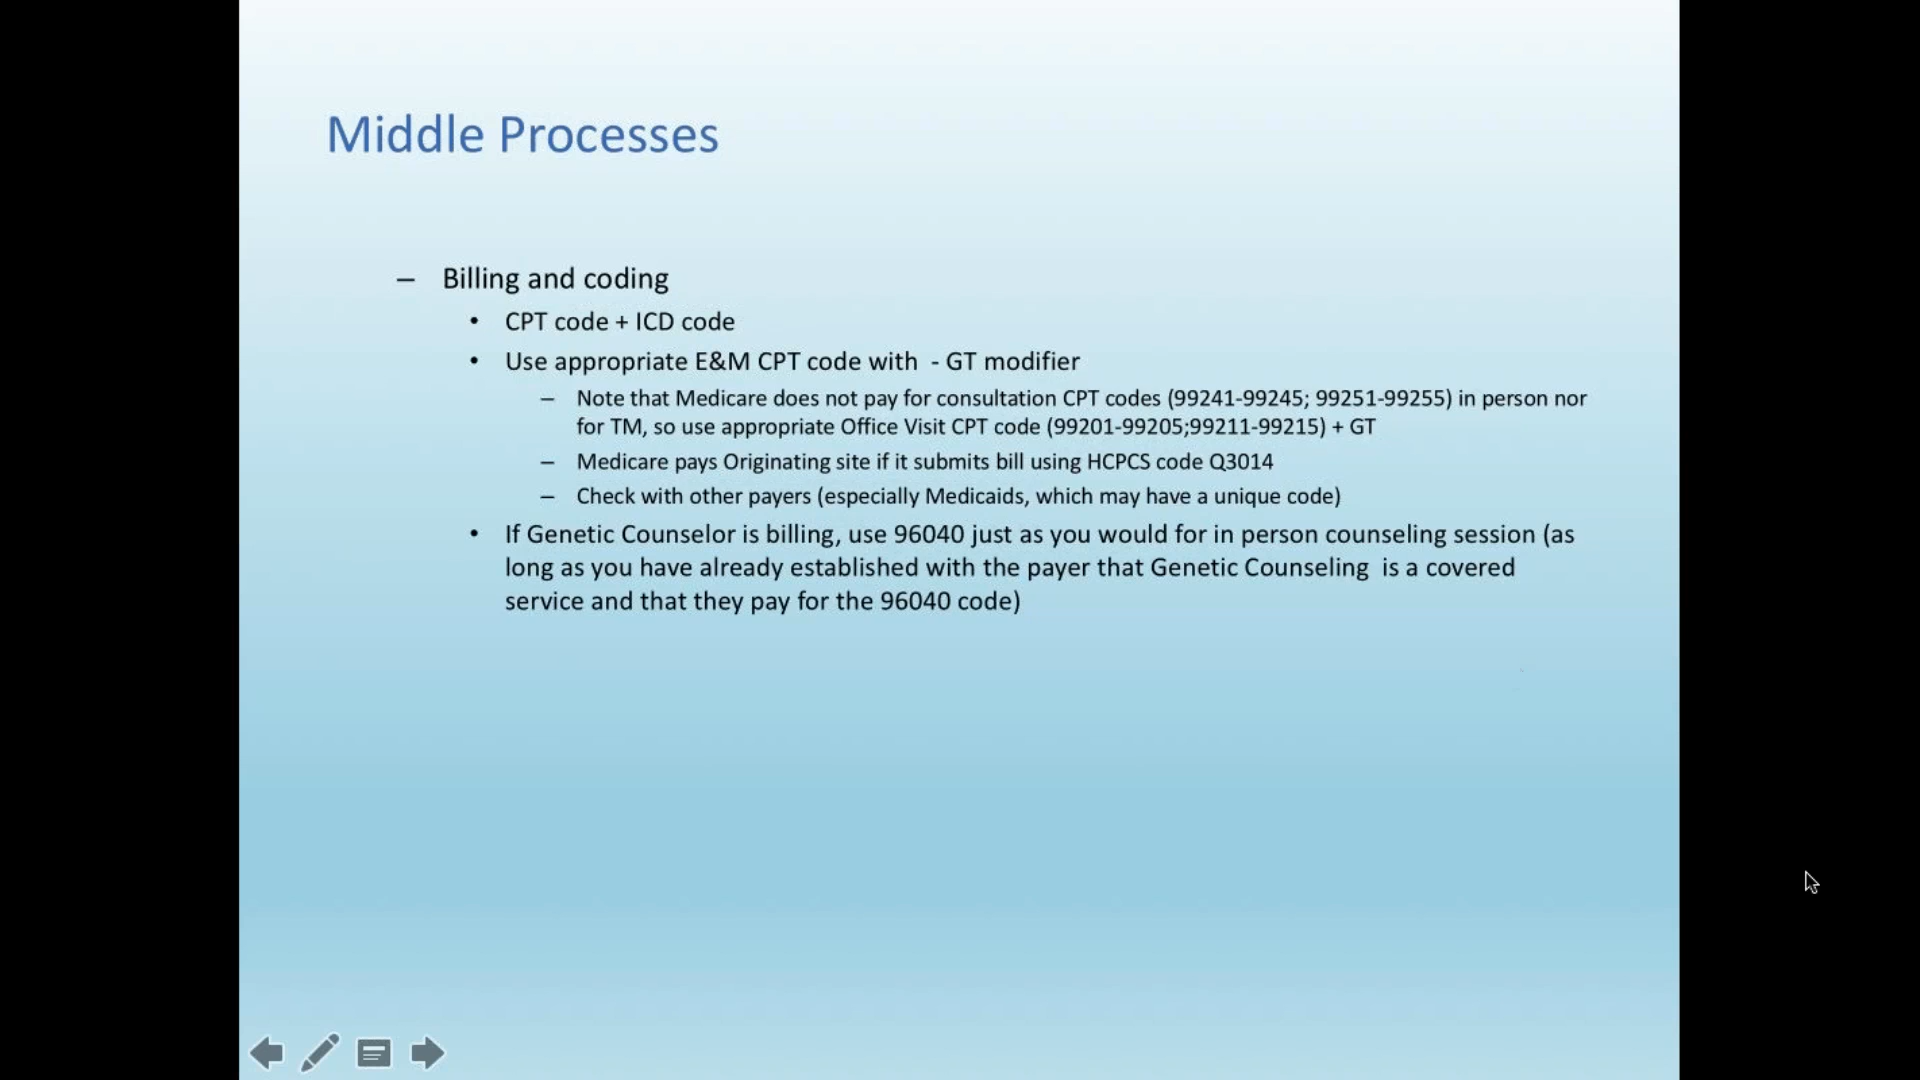 Middle Processes
– Billing and coding
• CPT code + ICD code
• Use appropriate E&M CPT code with  - GT modifier
– Note that Medicare does not pay for consultation CPT codes (99241-99245; 99251-99255) in person nor
for TM, so use appropriate Office Visit CPT code (99201-99205;99211-99215) + GT
– Medicare pays Originating site if it submits bill using HCPCS code Q3014
– Check with other payers (especially Medicaids, which may have a unique code)
• If Genetic Counselor is billing, use 96040 just as you would for in person counseling session (as
long as you have already established with the payer that Genetic Counseling  is a covered
service and that they pay for the 96040 code)